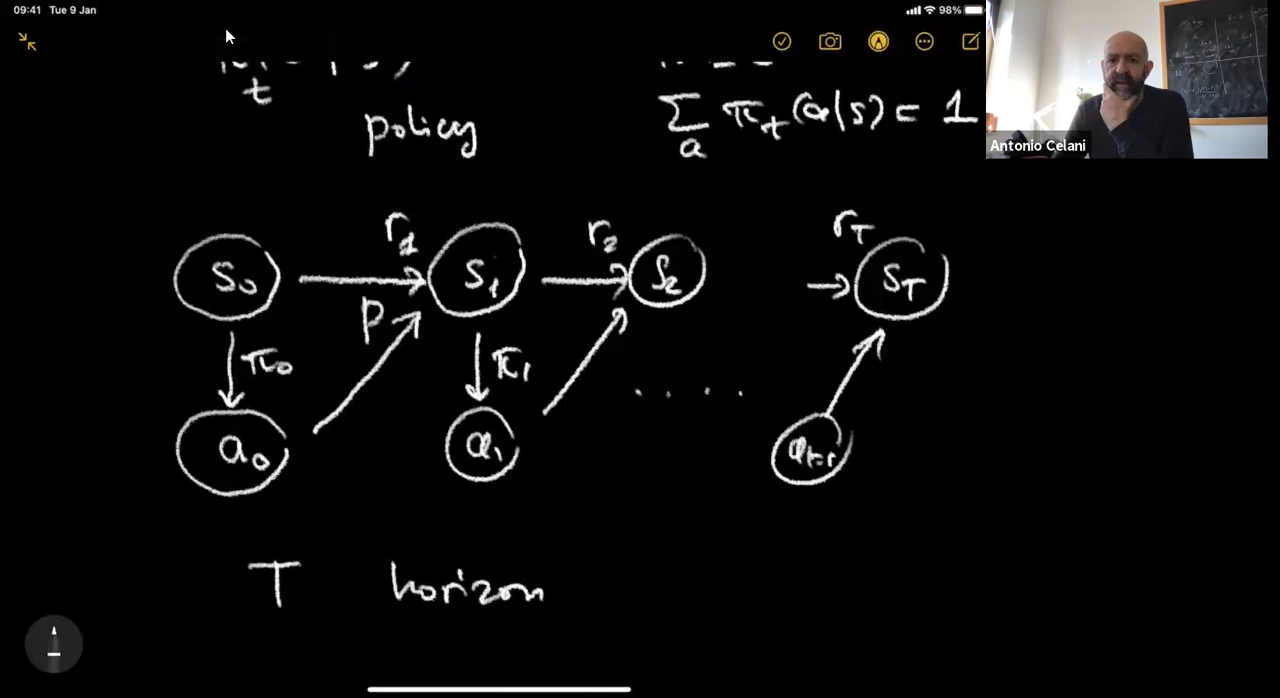 09:41 Tue 9 Jan
98%
Antonio Celani
t
policy
∑ π_t(a|s) = 1
a
r_1 r_2 r_T
s_0 s_1 s_2 s_T
p
π_0 π_1
. . . .
a_0 a_1 a_{T-1}
T horizon